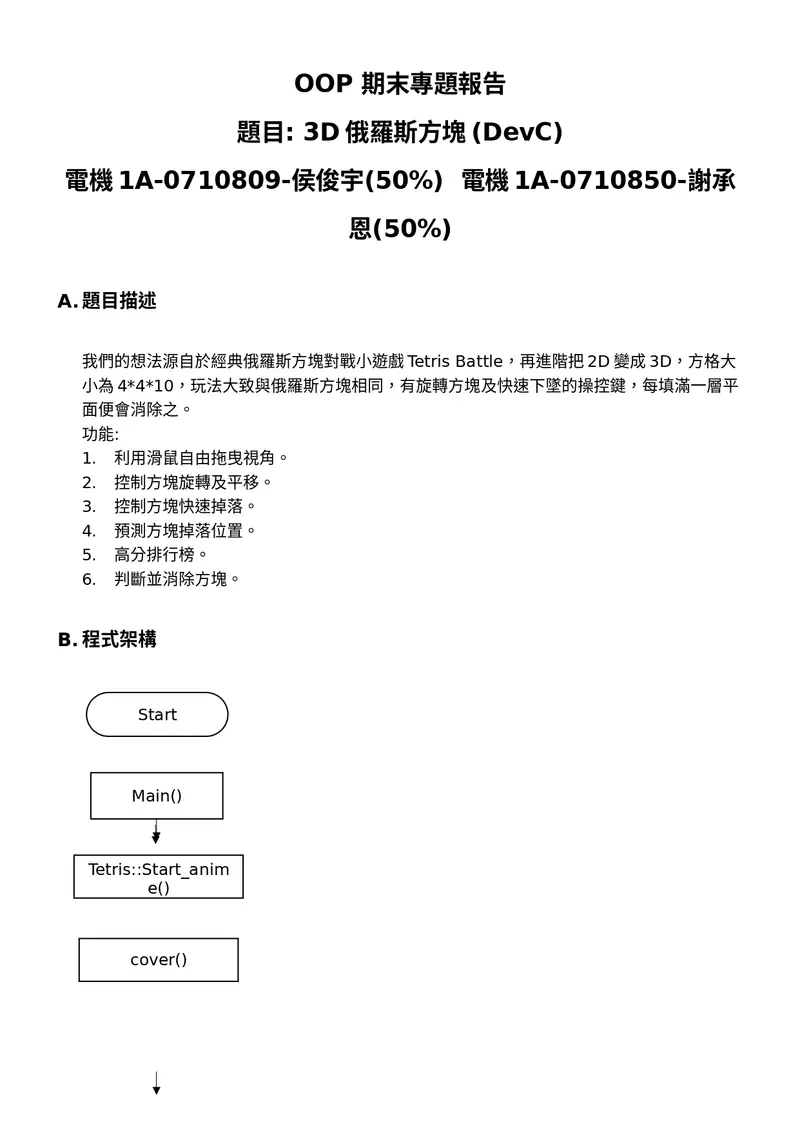 OOP 期末專題報告
題目: 3D 俄羅斯方塊 (DevC)
電機 1A-0710809-侯俊宇(50%) 電機 1A-0710850-謝承
恩(50%)
A. 題目描述
我們的想法源自於經典俄羅斯方塊對戰小遊戲 Tetris Battle，再進階把 2D 變成 3D，方格大
小為 4*4*10，玩法大致與俄羅斯方塊相同，有旋轉方塊及快速下墜的操控鍵，每填滿一層平
面便會消除之。
功能:
1. 利用滑鼠自由拖曳視角。
2. 控制方塊旋轉及平移。
3. 控制方塊快速掉落。
4. 預測方塊掉落位置。
5. 高分排行榜。
6. 判斷並消除方塊。
B. 程式架構
Start
Main()
Tetris::Start_anim
e()
cover()